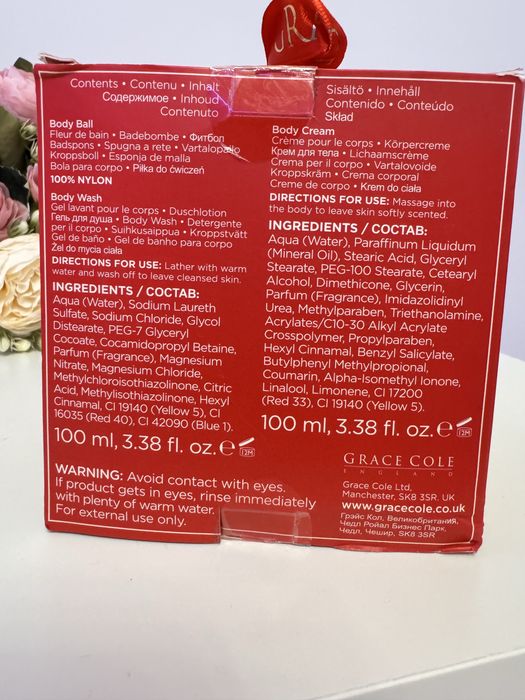 Contents • Contenu • Inhalt
Содержимое • Inhoud
Contenuto
Sisältö • Innehåll
Contenido • Conteúdo
Skład
Body Ball
Fleur de bain • Badebombe • Фитбол
Badspons • Spugna a rete • Vartalopallo
Kroppsboll • Esponja de malla
Bola para corpo • Piłka do ćwiczeń
100% NYLON
Body Wash
Gel lavant pour le corps • Duschlotion
Гель для душа • Body Wash • Detergente
per il corpo • Suihkusaippua • Kroppstvätt
Gel de baño • Gel de banho para corpo
Żel do mycia ciała
DIRECTIONS FOR USE: Lather with warm
water and wash off to leave cleansed skin.
INGREDIENTS / СОСТАВ:
Aqua (Water), Sodium Laureth
Sulfate, Sodium Chloride, Glycol
Distearate, PEG-7 Glyceryl
Cocoate, Cocamidopropyl Betaine,
Parfum (Fragrance), Magnesium
Nitrate, Magnesium Chloride,
Methylchloroisothiazolinone, Citric
Acid, Methylisothiazolinone, Hexyl
Cinnamal, CI 19140 (Yellow 5), CI
16035 (Red 40), CI 42090 (Blue 1).
100 ml, 3.38 fl. oz. e 12M
Body Cream
Crème pour le corps • Körpercreme
Крем для тела • Lichaamscrème
Crema per il corpo • Vartalovoide
Kroppskräm • Crema corporal
Creme de corpo • Krem do ciała
DIRECTIONS FOR USE: Massage into
the body to leave skin softly scented.
INGREDIENTS / СОСТАВ:
Aqua (Water), Paraffinum Liquidum
(Mineral Oil), Stearic Acid, Glyceryl
Stearate, PEG-100 Stearate, Cetearyl
Alcohol, Dimethicone, Glycerin,
Parfum (Fragrance), Imidazolidinyl
Urea, Methylparaben, Triethanolamine,
Acrylates/C10-30 Alkyl Acrylate
Crosspolymer, Propylparaben,
Hexyl Cinnamal, Benzyl Salicylate,
Butylphenyl Methylpropional,
Coumarin, Alpha-Isomethyl Ionone,
Linalool, Limonene, CI 17200
(Red 33), CI 19140 (Yellow 5).
100 ml, 3.38 fl. oz. e 12M
WARNING: Avoid contact with eyes.
If product gets in eyes, rinse immediately
with plenty of warm water.
For external use only.
GRACE COLE
ENGLAND
Grace Cole Ltd,
Manchester, SK8 3SR. UK
www.gracecole.co.uk
Грэйс Кол, Великобритания,
Чедл Ройал Бизнес Парк,
Чедл, Чешир, SK8 3SR